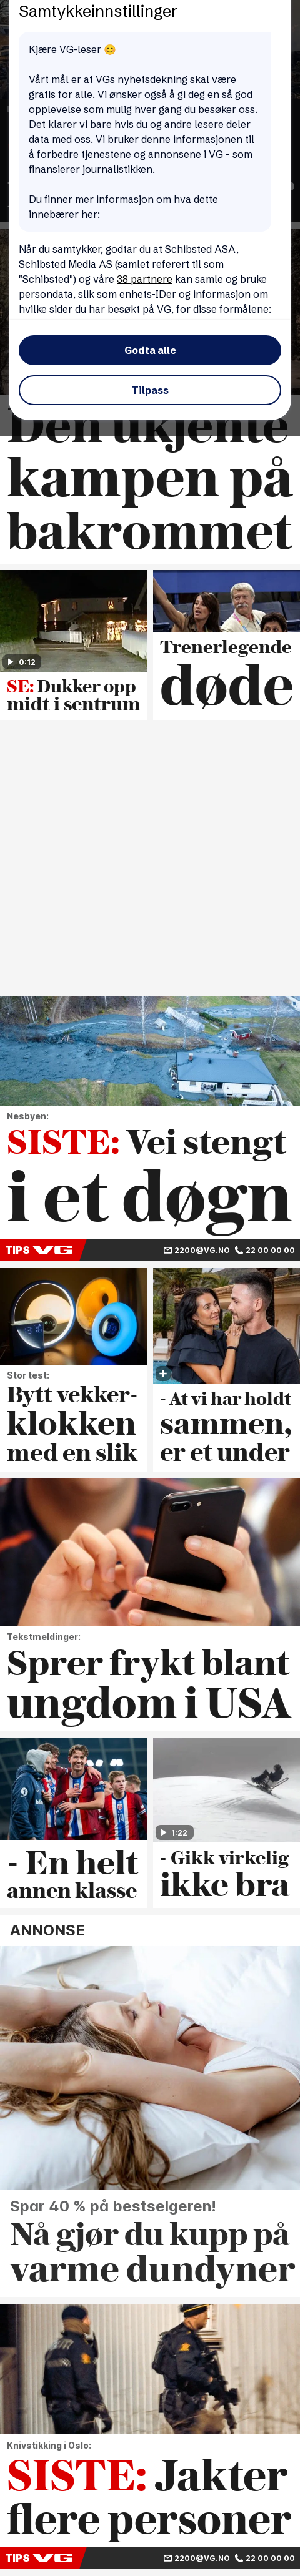 Samtykkeinnstillinger
Kjære VG-leser 😊
Vårt mål er at VGs nyhetsdekning skal være
gratis for alle. Vi ønsker også å gi deg en så god
opplevelse som mulig hver gang du besøker oss.
Det klarer vi bare hvis du og andre lesere deler
data med oss. Vi bruker denne informasjonen til
å forbedre tjenestene og annonsene i VG - som
finansierer journalistikken.
Du finner mer informasjon om hva dette
innebærer her:
Når du samtykker, godtar du at Schibsted ASA,
Schibsted Media AS (samlet referert til som
"Schibsted") og våre 38 partnere kan samle og bruke
persondata, slik som enhets-IDer og informasjon om
hvilke sider du har besøkt på VG, for disse formålene:
Godta alle
Tilpass
Den ukjente
kampen på
bakrommet
0:12
SE: Dukker opp
midt i sentrum
Trenerlegende
døde
Nesbyen:
SISTE: Vei stengt
i et døgn
TIPS VG 2200@VG.NO 22 00 00 00
Stor test:
Bytt vekker-
klokken
med en slik
- At vi har holdt
sammen,
er et under
Tekstmeldinger:
Sprer frykt blant
ungdom i USA
- En helt
annen klasse
1:22
- Gikk virkelig
ikke bra
ANNONSE
Spar 40 % på bestselgeren!
Nå gjør du kupp på
varme dundyner
Knivstikking i Oslo:
SISTE: Jakter
flere personer
TIPS VG 2200@VG.NO 22 00 00 00